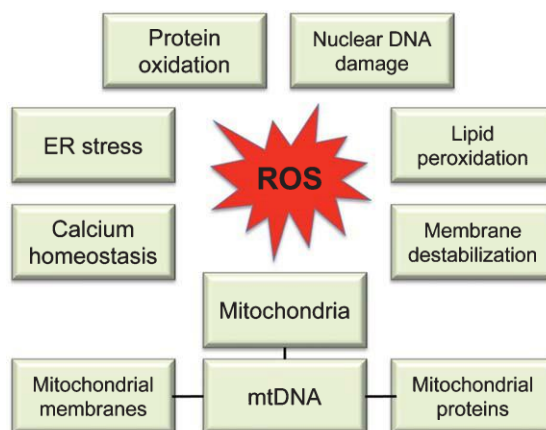 Protein
oxidation
Nuclear DNA
damage
ER stress
ROS
Lipid
peroxidation
Calcium
homeostasis
Membrane
destabilization
Mitochondria
Mitochondrial
membranes
mtDNA
Mitochondrial
proteins